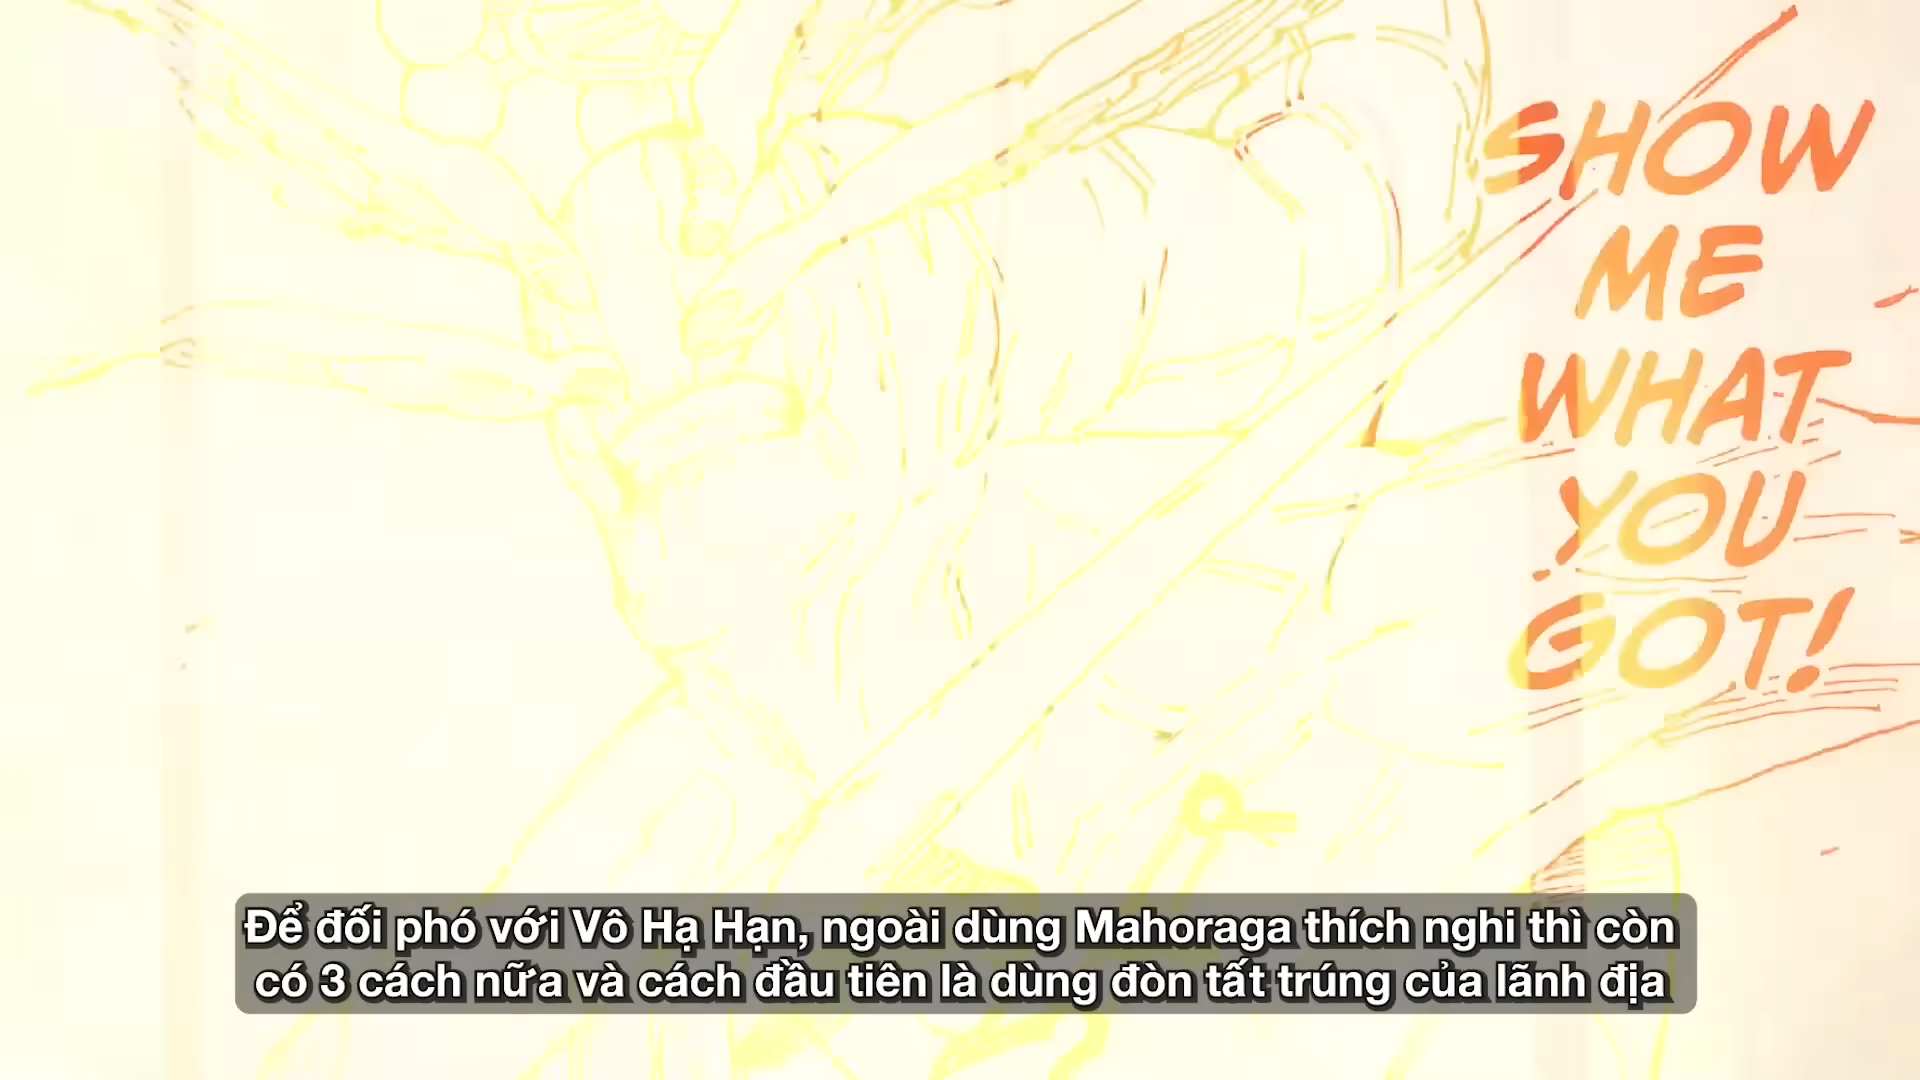 SHOW
ME
WHAT
YOU
GOT!
Để đối phó với Vô Hạ Hạn, ngoài dùng Mahoraga thích nghi thì còn
có 3 cách nữa và cách đầu tiên là dùng đòn tất trúng của lãnh địa